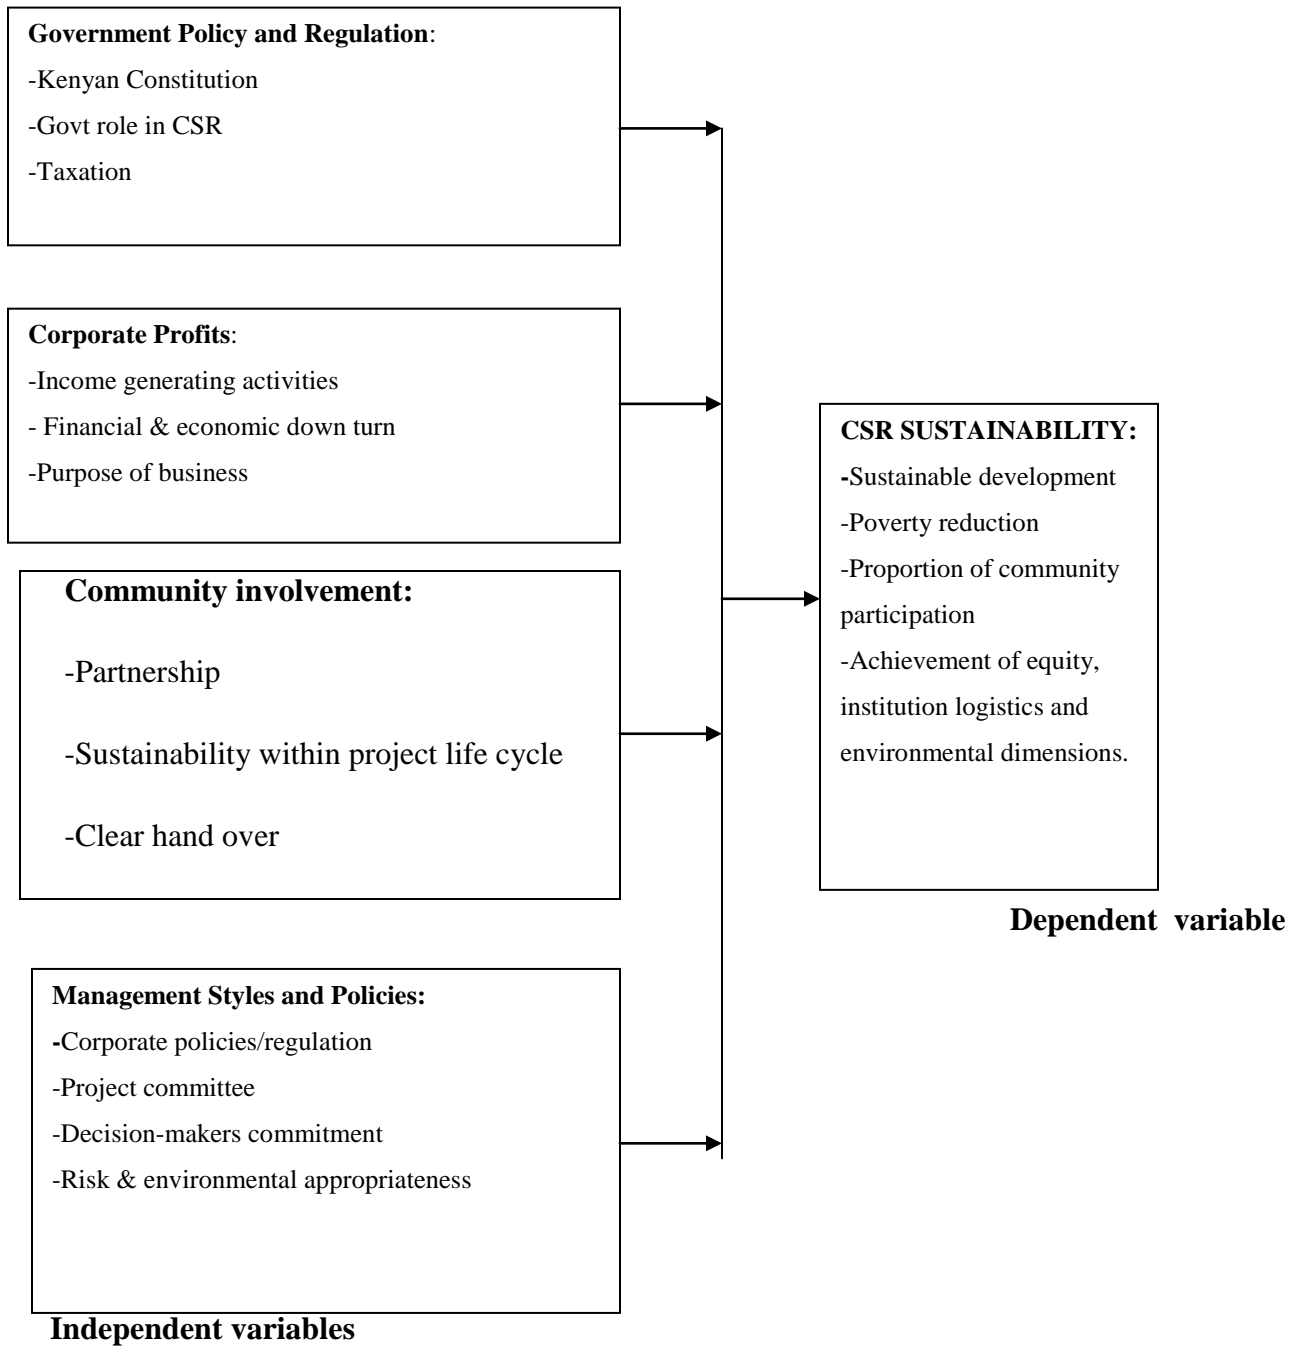 Government Policy and Regulation:
-Kenyan Constitution
-Govt role in CSR
-Taxation
Corporate Profits:
-Income generating activities
- Financial & economic down turn
-Purpose of business
Community involvement:
-Partnership
-Sustainability within project life cycle
-Clear hand over
Management Styles and Policies:
-Corporate policies/regulation
-Project committee
-Decision-makers commitment
-Risk & environmental appropriateness
Independent variables
CSR SUSTAINABILITY:
-Sustainable development
-Poverty reduction
-Proportion of community
participation
-Achievement of equity,
institution logistics and
environmental dimensions.
Dependent variable